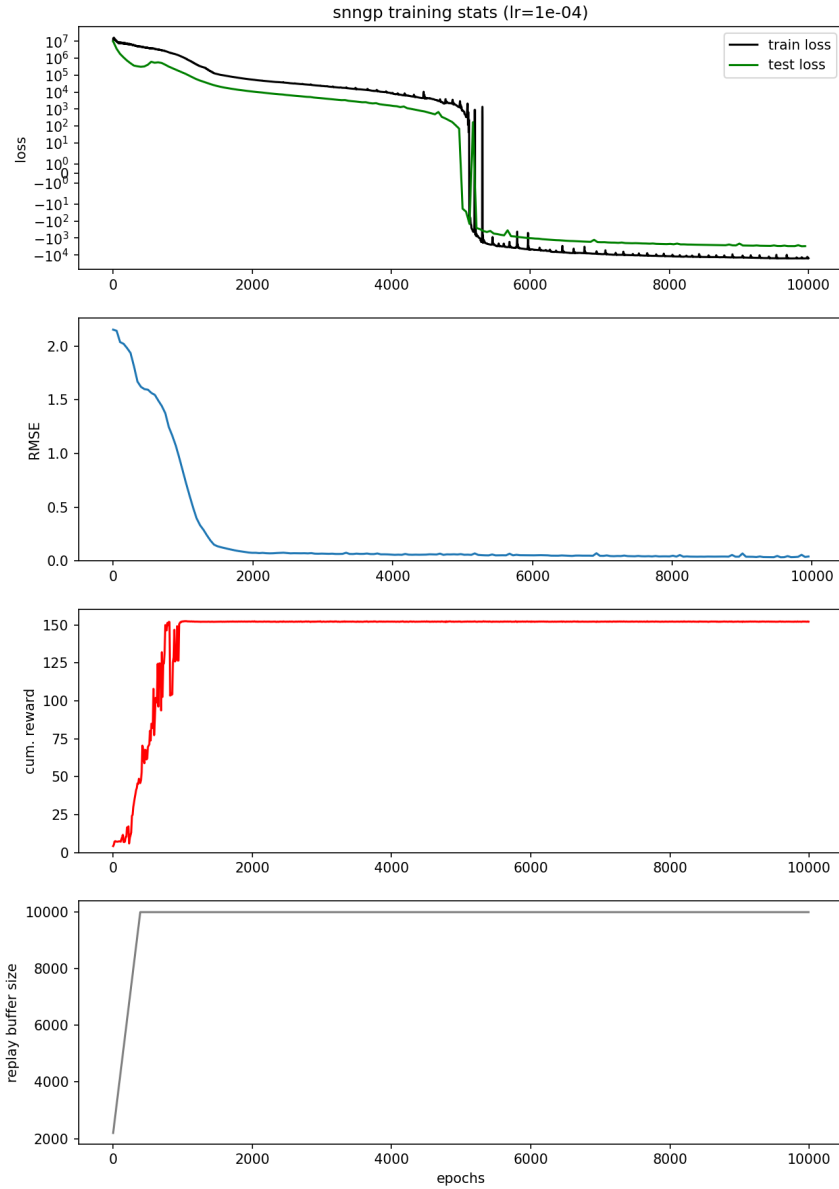 snngp training stats (lr=1e-04)
10⁷
10⁶
10⁵
10⁴
10³
10²
10¹
10⁰
0
−10⁰
−10¹
−10²
−10³
−10⁴
loss
train loss
test loss
0 2000 4000 6000 8000 10000
2.0
1.5
1.0
0.5
0.0
RMSE
0 2000 4000 6000 8000 10000
150
125
100
75
50
25
0
cum. reward
0 2000 4000 6000 8000 10000
10000
8000
6000
4000
2000
replay buffer size
0 2000 4000 6000 8000 10000
epochs